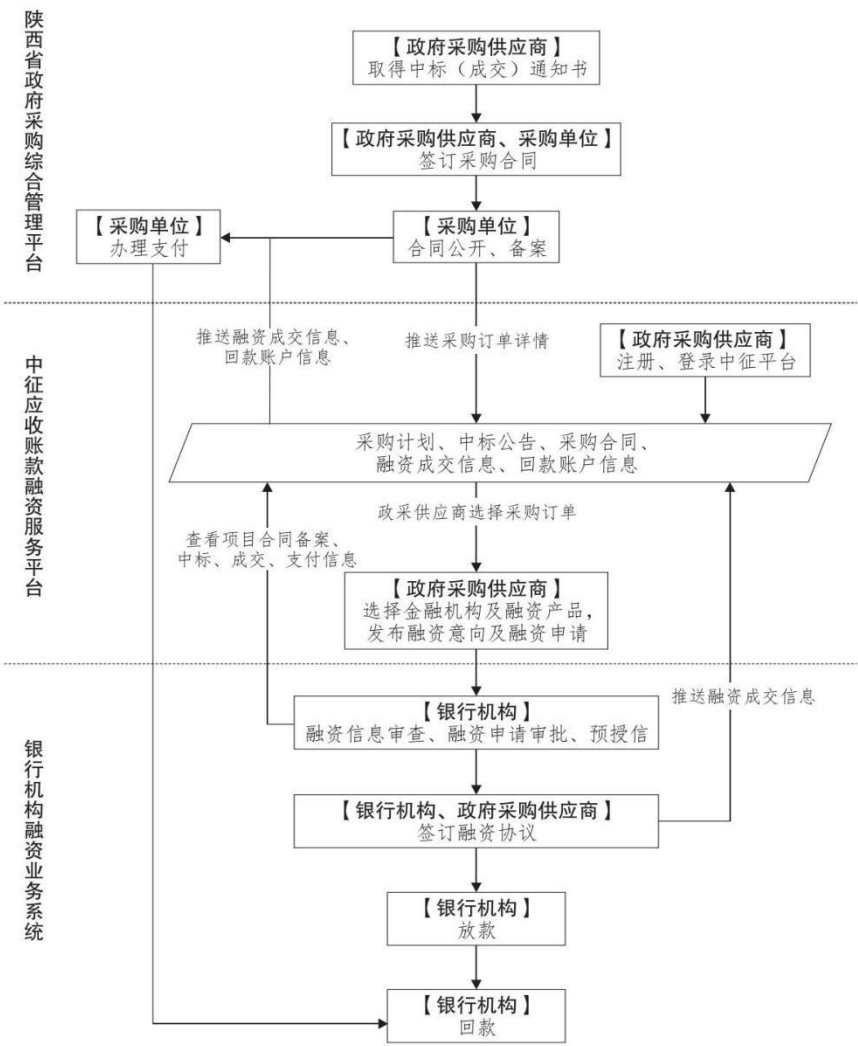 陕西省政府采购综合管理平台
【政府采购供应商】
取得中标（成交）通知书
【政府采购供应商、采购单位】
签订采购合同
【采购单位】
办理支付
【采购单位】
合同公开、备案
中征应收账款融资服务平台
推送融资成交信息、
回款账户信息
推送采购订单详情
【政府采购供应商】
注册、登录中征平台
采购计划、中标公告、采购合同、
融资成交信息、回款账户信息
政采供应商选择采购订单
查看项目合同备案、
中标、成交、支付信息
【政府采购供应商】
选择金融机构及融资产品，
发布融资意向及融资申请
银行机构融资业务系统
推送融资成交信息
【银行机构】
融资信息审查、融资申请审批、预授信
【银行机构、政府采购供应商】
签订融资协议
【银行机构】
放款
【银行机构】
回款